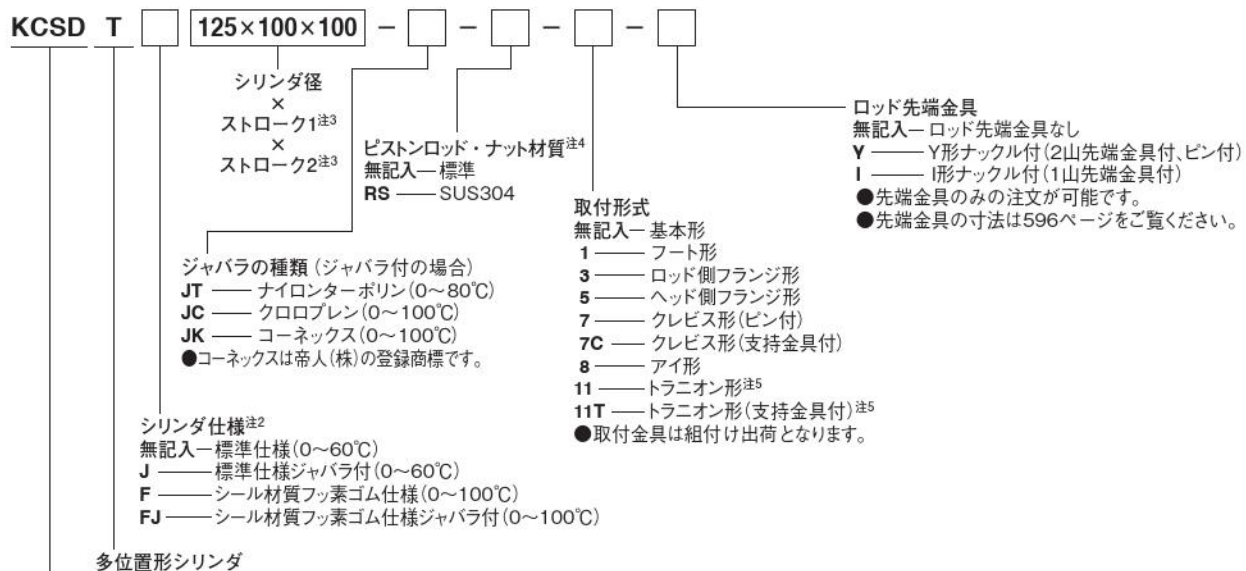 KCSD T □ 125×100×100 － □ － □ － □ － □
シリンダ径
×
ストローク1注3
×
ストローク2注3
ジャバラの種類（ジャバラ付の場合）
JT ── ナイロンターポリン（0～80℃）
JC ── クロロプレン（0～100℃）
JK ── コーネックス（0～100℃）
●コーネックスは帝人（株）の登録商標です。
ピストンロッド・ナット材質注4
無記入─ 標準
RS ── SUS304
取付形式
無記入─ 基本形
1 ── フート形
3 ── ロッド側フランジ形
5 ── ヘッド側フランジ形
7 ── クレビス形（ピン付）
7C ── クレビス形（支持金具付）
8 ── アイ形
11 ── トラニオン形注5
11T ── トラニオン形（支持金具付）注5
●取付金具は組付け出荷となります。
ロッド先端金具
無記入─ ロッド先端金具なし
Y ── Y形ナックル付（2山先端金具付、ピン付）
I ── I形ナックル付（1山先端金具付）
●先端金具のみの注文が可能です。
●先端金具の寸法は596ページをご覧ください。
シリンダ仕様注2
無記入─ 標準仕様（0～60℃）
J ── 標準仕様ジャバラ付（0～60℃）
F ── シール材質フッ素ゴム仕様（0～100℃）
FJ ── シール材質フッ素ゴム仕様ジャバラ付（0～100℃）
多位置形シリンダ